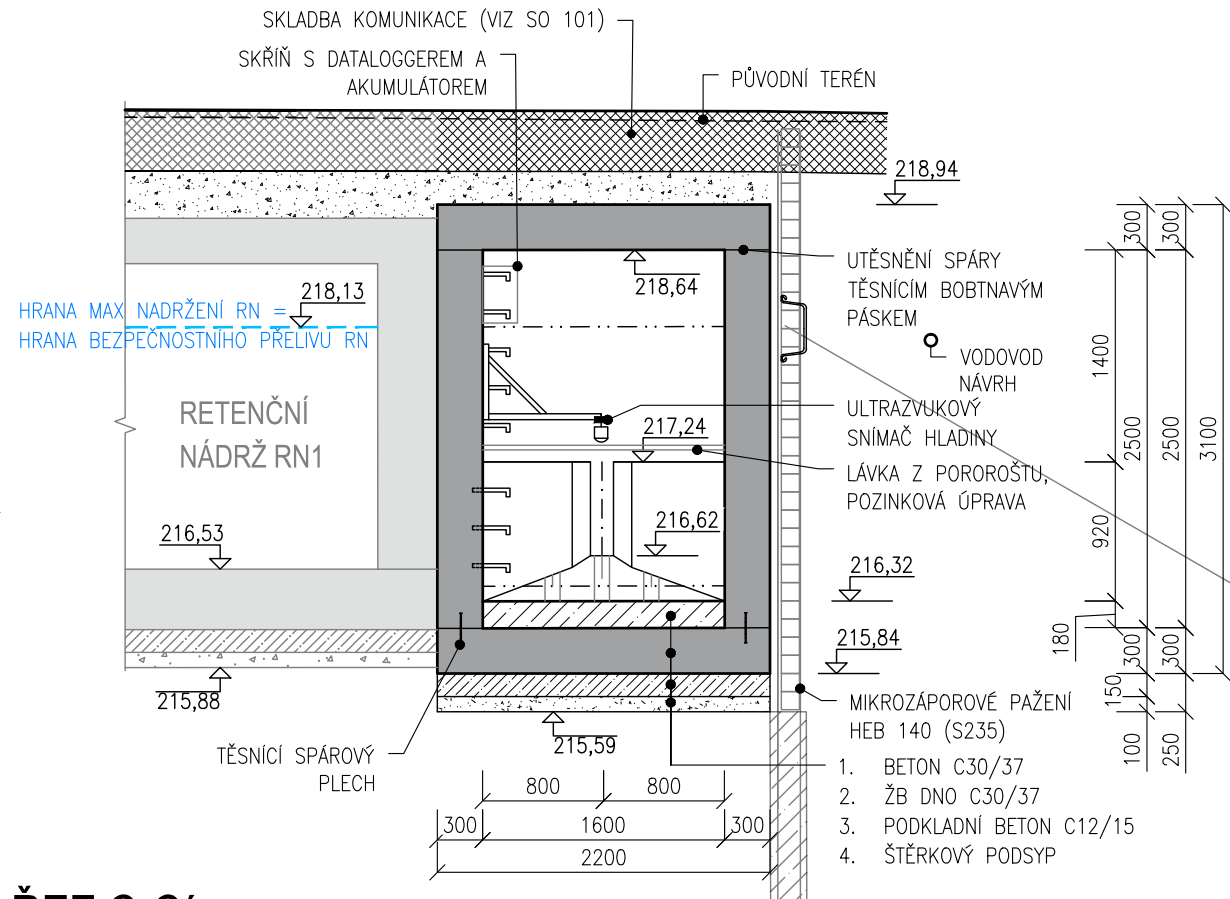 SKLADBA KOMUNIKACE (VIZ SO 101)
SKŘÍŇ S DATALOGGEREM A
AKUMULÁTOREM
PŮVODNÍ TERÉN
218,94
300
300
UTĚSNĚNÍ SPÁRY
TĚSNÍCÍM BOBTNAVÝM
PÁSKEM
218,64
218,13
HRANA MAX NADRŽENÍ RN =
HRANA BEZPEČNOSTNÍHO PŘELIVU RN
VODOVOD
NÁVRH
1400
2500
2500
3100
RETENČNÍ
NÁDRŽ RN1
ULTRAZVUKOVÝ
SNÍMAČ HLADINY
217,24
LÁVKA Z POROROŠTU,
POZINKOVÁ ÚPRAVA
216,62
216,53
920
216,32
215,84
180
300
300
215,88
150
MIKROZÁPOROVÉ PAŽENÍ
HEB 140 (S235)
215,59
100
250
TĚSNÍCÍ SPÁROVÝ
PLECH
1. BETON C30/37
2. ŽB DNO C30/37
3. PODKLADNÍ BETON C12/15
4. ŠTĚRKOVÝ PODSYP
800
800
300
1600
300
2200